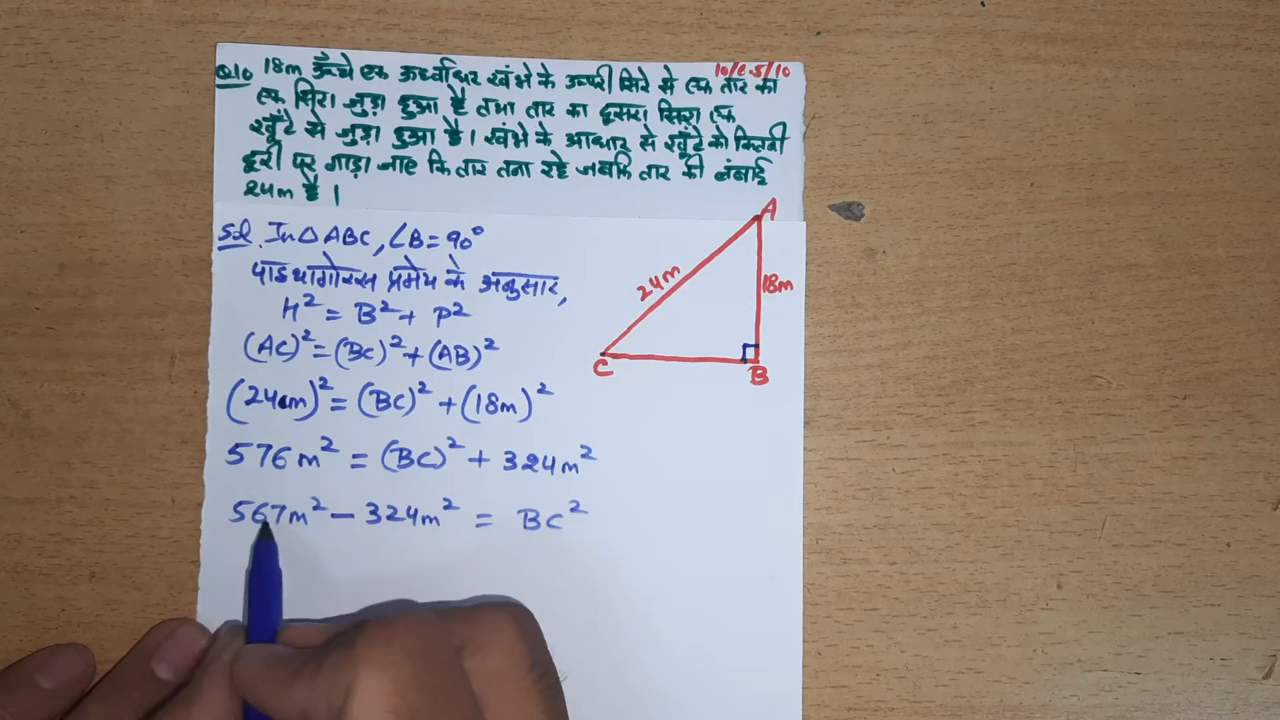 10/6.5/10
Q10 18m ऊँचे एक ऊर्ध्वाधर खंभे के ऊपरी सिरे से एक तार का
एक सिरा जुड़ा हुआ है तथा तार का दूसरा सिरा एक
खूँटे से जुड़ा हुआ है। खंभे के आधार से खूँटे को कितनी
दूरी पर गाड़ा जाए कि तार तना रहे जबकि तार की लंबाई
24m है।
Sol. In △ ABC, ∠B = 90°
पाइथागोरस प्रमेय के अनुसार,
H² = B² + P²
(AC)² = (BC)² + (AB)²
(24m)² = (BC)² + (18m)²
576m² = (BC)² + 324m²
567m² – 324m² = BC²
A
24m
18m
C
B